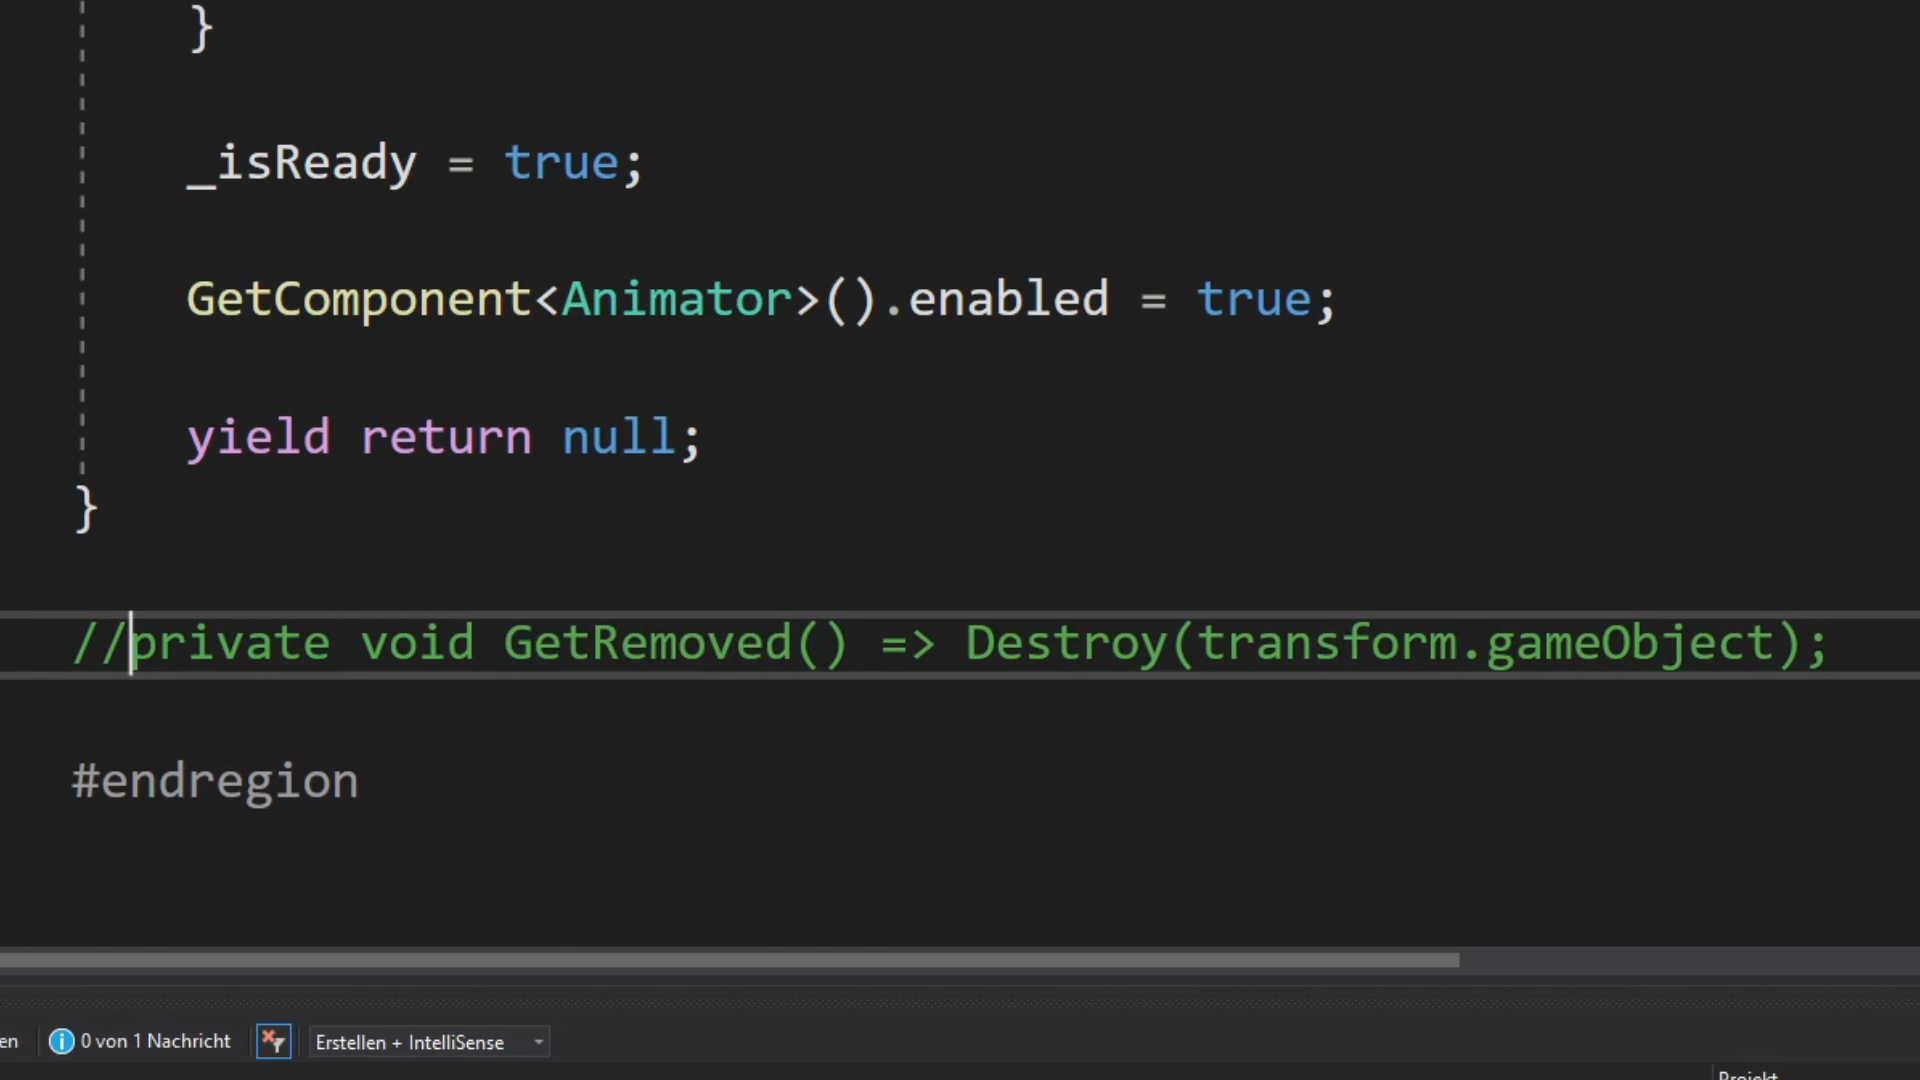 }
_isReady = true;
GetComponent<Animator>().enabled = true;
yield return null;
}
//private void GetRemoved() => Destroy(transform.gameObject);
#endregion
en 0 von 1 Nachricht Erstellen + IntelliSense
Projekt